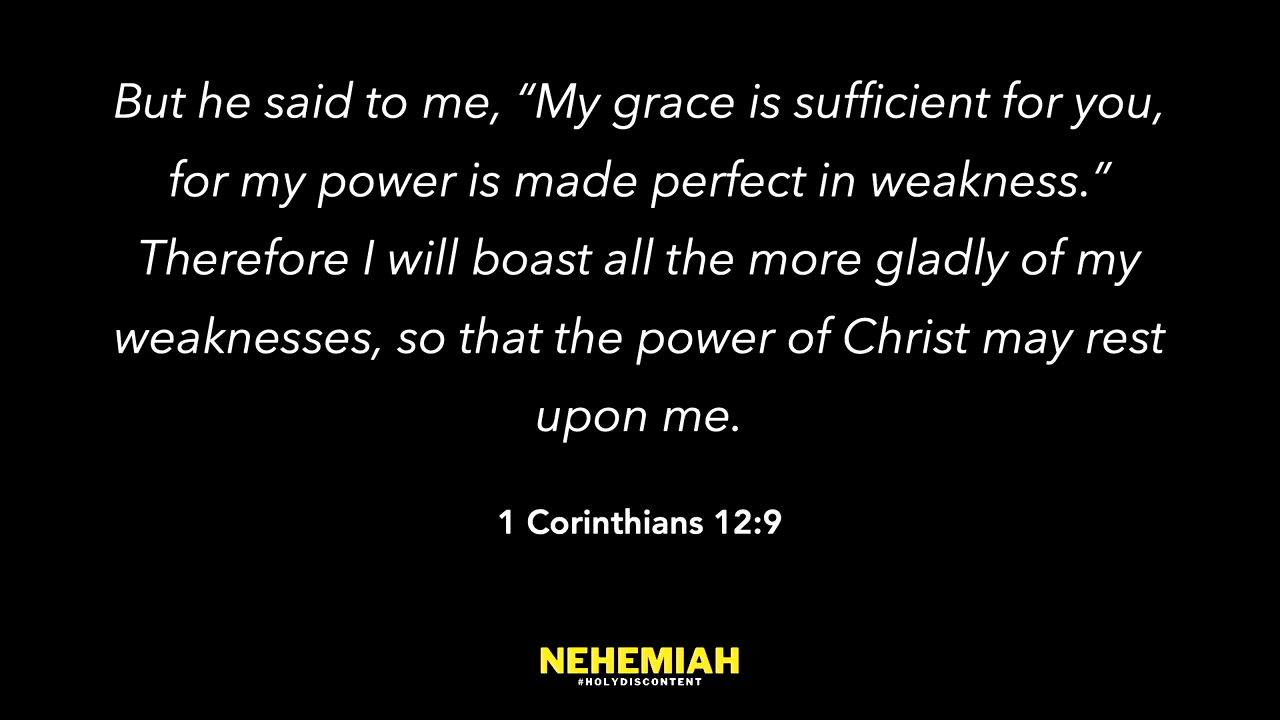 But he said to me, “My grace is sufficient for you,
for my power is made perfect in weakness.”
Therefore I will boast all the more gladly of my
weaknesses, so that the power of Christ may rest
upon me.
1 Corinthians 12:9
NEHEMIAH
#HOLYDISCONTENT